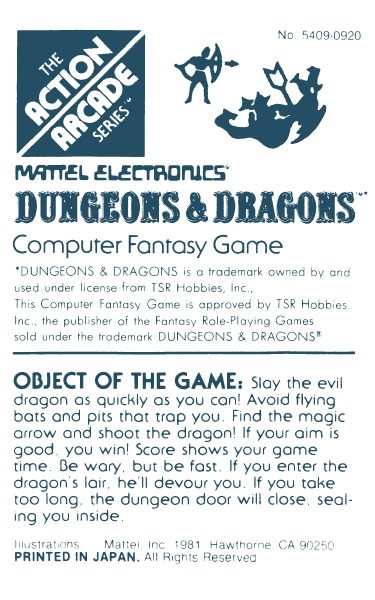 No. 5409-0920
THE
ACTION
ARCADE
SERIES™
MATTEL ELECTRONICS®
DUNGEONS & DRAGONS™*
Computer Fantasy Game
*DUNGEONS & DRAGONS is a trademark owned by and
used under license from TSR Hobbies, Inc.,
This Computer Fantasy Game is approved by TSR Hobbies.
Inc., the publisher of the Fantasy Role-Playing Games
sold under the trademark DUNGEONS & DRAGONS®
OBJECT OF THE GAME: Slay the evil
dragon as quickly as you can! Avoid flying
bats and pits that trap you. Find the magic
arrow and shoot the dragon! If your aim is
good, you win! Score shows your game
time. Be wary, but be fast. If you enter the
dragon's lair, he'll devour you. If you take
too long, the dungeon door will close, seal-
ing you inside.
Illustrations Mattel, Inc. 1981 Hawthorne, CA 90250
PRINTED IN JAPAN. All Rights Reserved